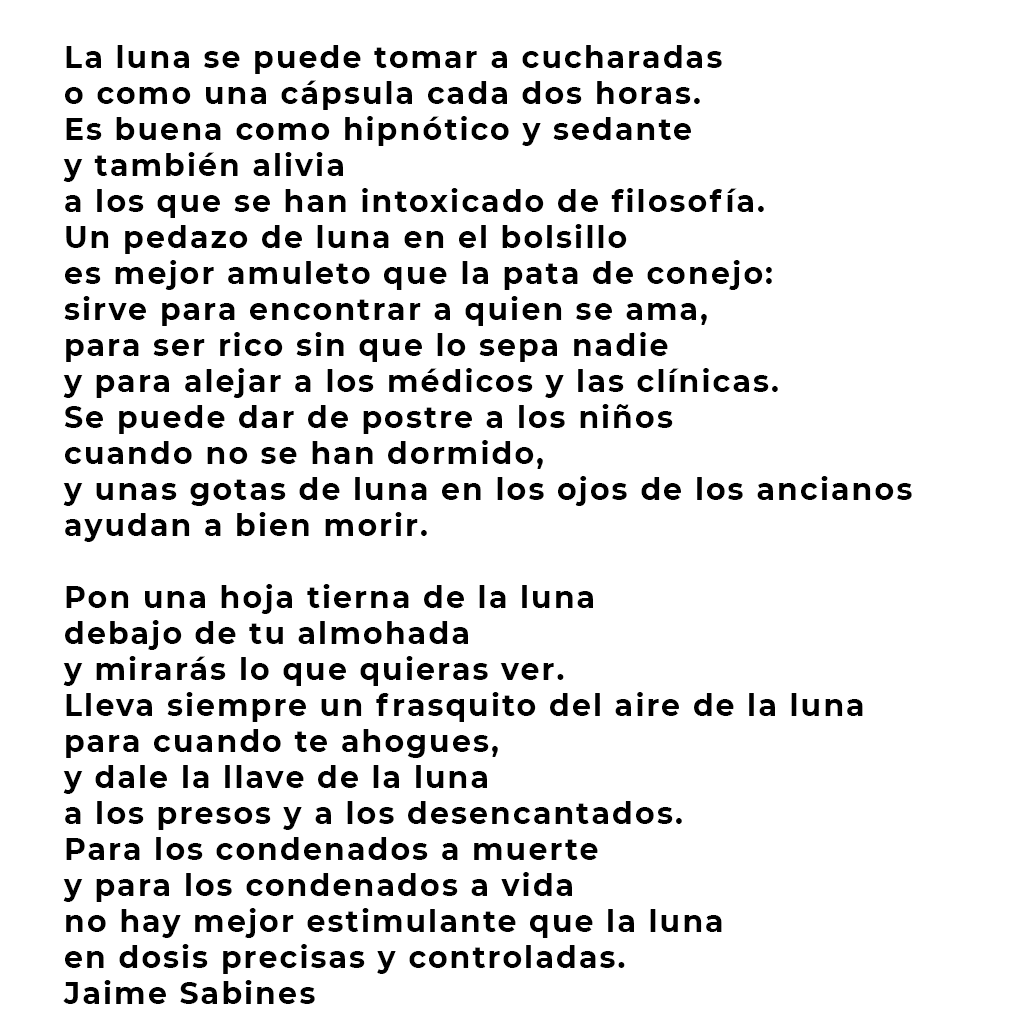 La luna se puede tomar a cucharadas
o como una cápsula cada dos horas.
Es buena como hipnótico y sedante
y también alivia
a los que se han intoxicado de filosofía.
Un pedazo de luna en el bolsillo
es mejor amuleto que la pata de conejo:
sirve para encontrar a quien se ama,
para ser rico sin que lo sepa nadie
y para alejar a los médicos y las clínicas.
Se puede dar de postre a los niños
cuando no se han dormido,
y unas gotas de luna en los ojos de los ancianos
ayudan a bien morir.

Pon una hoja tierna de la luna
debajo de tu almohada
y mirarás lo que quieras ver.
Lleva siempre un frasquito del aire de la luna
para cuando te ahogues,
y dale la llave de la luna
a los presos y a los desencantados.
Para los condenados a muerte
y para los condenados a vida
no hay mejor estimulante que la luna
en dosis precisas y controladas.
Jaime Sabines